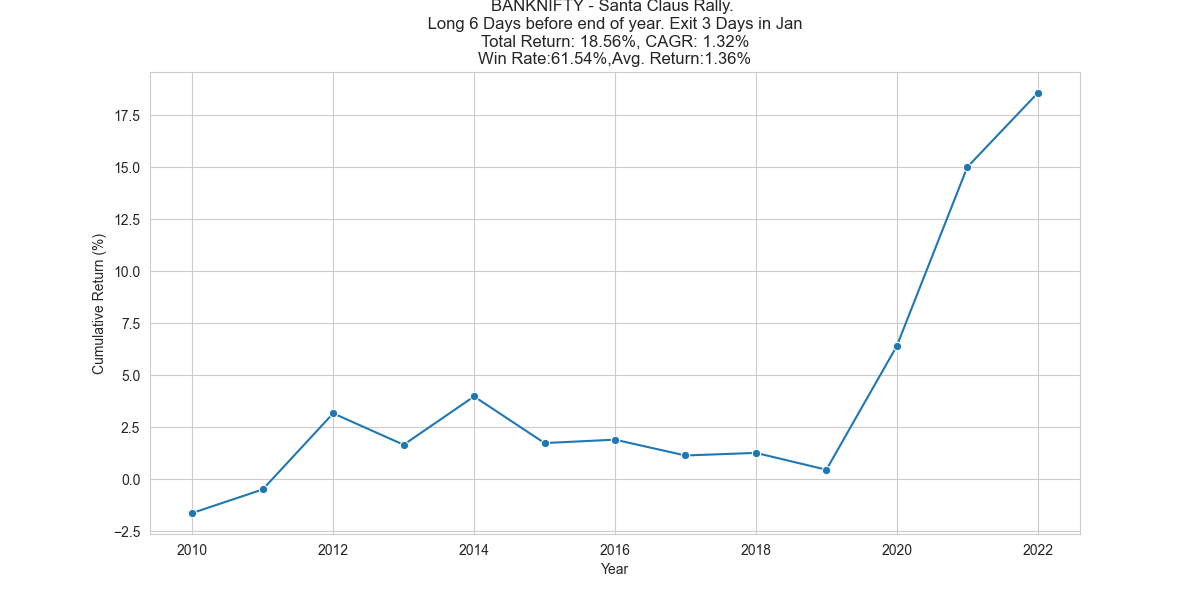 BANKNIFTY - Santa Claus Rally.
Long 6 Days before end of year. Exit 3 Days in Jan
Total Return: 18.56%, CAGR: 1.32%
Win Rate:61.54%,Avg. Return:1.36%
17.5
15.0
12.5
10.0
7.5
5.0
2.5
0.0
−2.5
Cumulative Return (%)
2010 2012 2014 2016 2018 2020 2022
Year